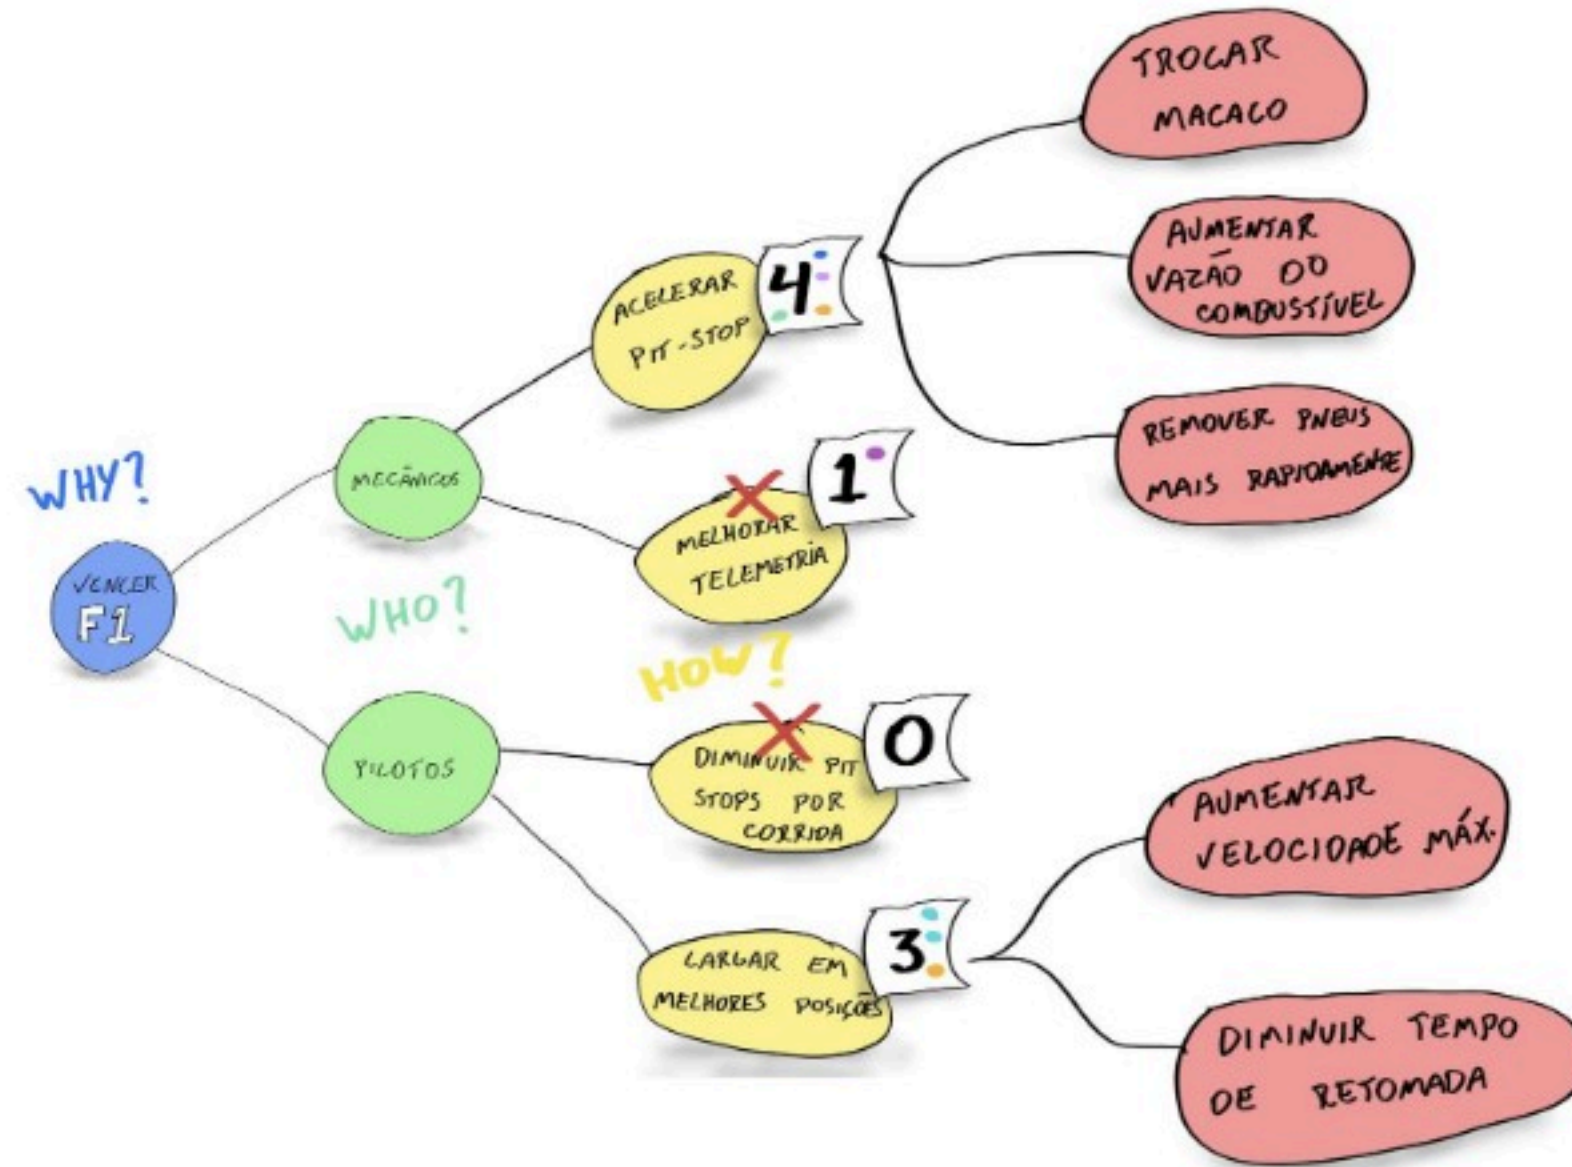 WHY?
VENCER
F1
WHO?
MECÂNICOS
PILOTOS
HOW?
ACELERAR
PIT-STOP
4
MELHORAR
TELEMETRIA
1
DIMINUIR PIT
STOPS POR
CORRIDA
0
LARGAR EM
MELHORES POSIÇÕES
3
TROCAR
MACACO
AUMENTAR
VAZÃO DO
COMBUSTÍVEL
REMOVER PNEUS
MAIS RAPIDAMENTE
AUMENTAR
VELOCIDADE MÁX.
DIMINUIR TEMPO
DE RETOMADA